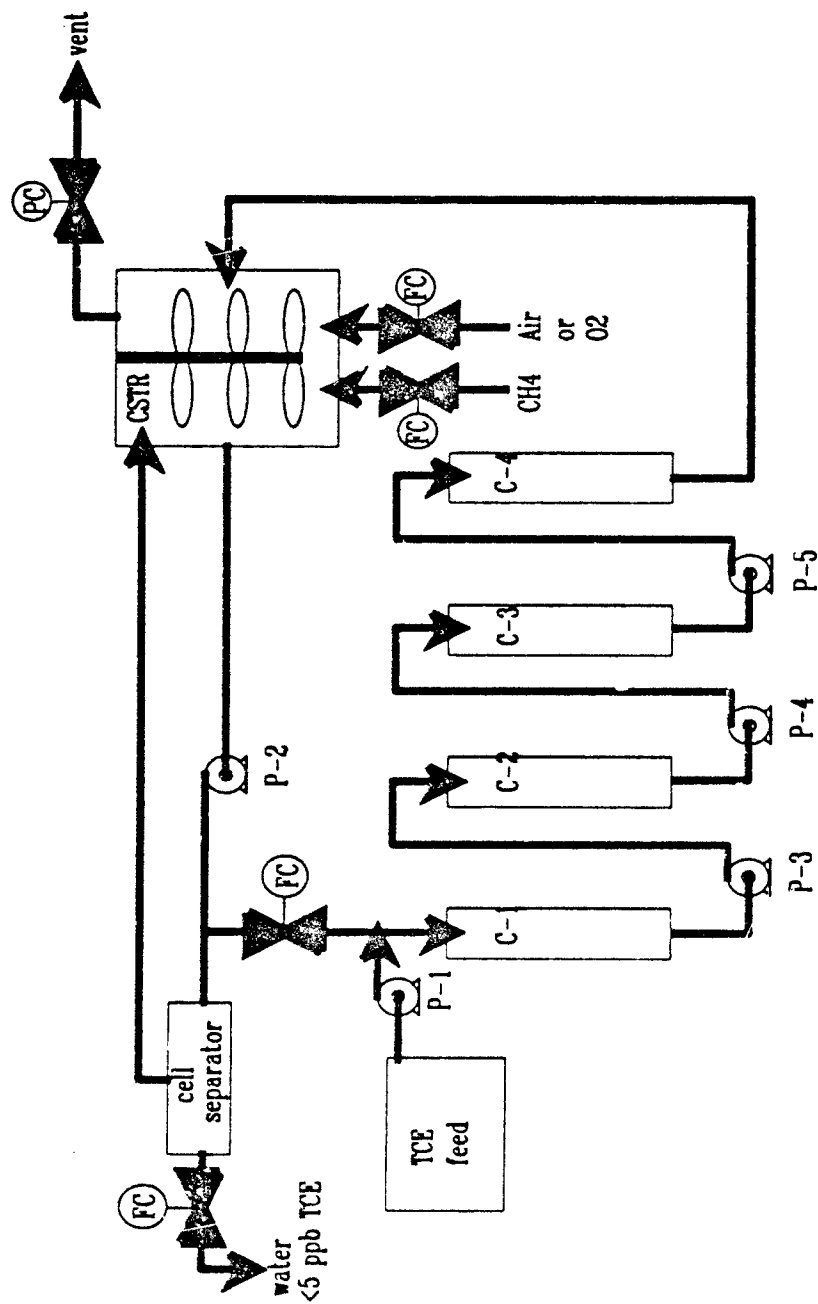 vent
PC
CSTR
FC
FC
CH4
Air
or
O2
P-2
FC
cell
separator
FC
water
<5 ppb TCE
TCE
feed
P-1
C-1
C-2
C-3
C-4
P-3
P-4
P-5